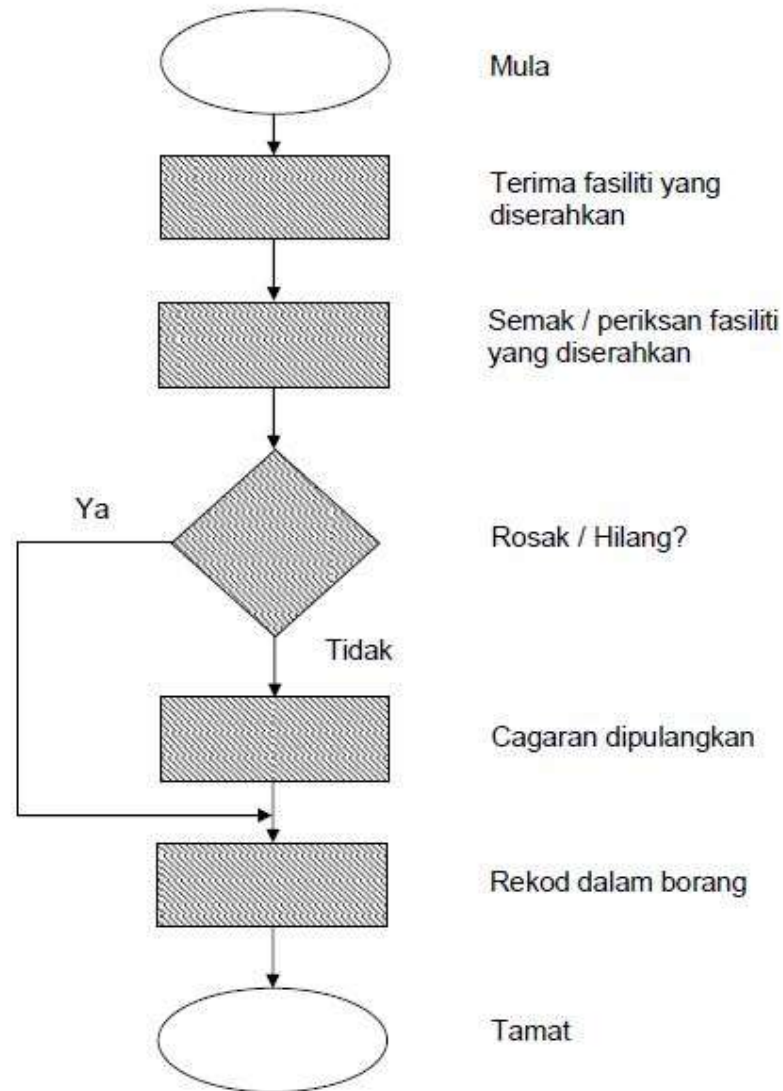 Mula
Terima fasiliti yang
diserahkan
Semak / periksan fasiliti
yang diserahkan
Ya
Rosak / Hilang?
Tidak
Cagaran dipulangkan
Rekod dalam borang
Tamat